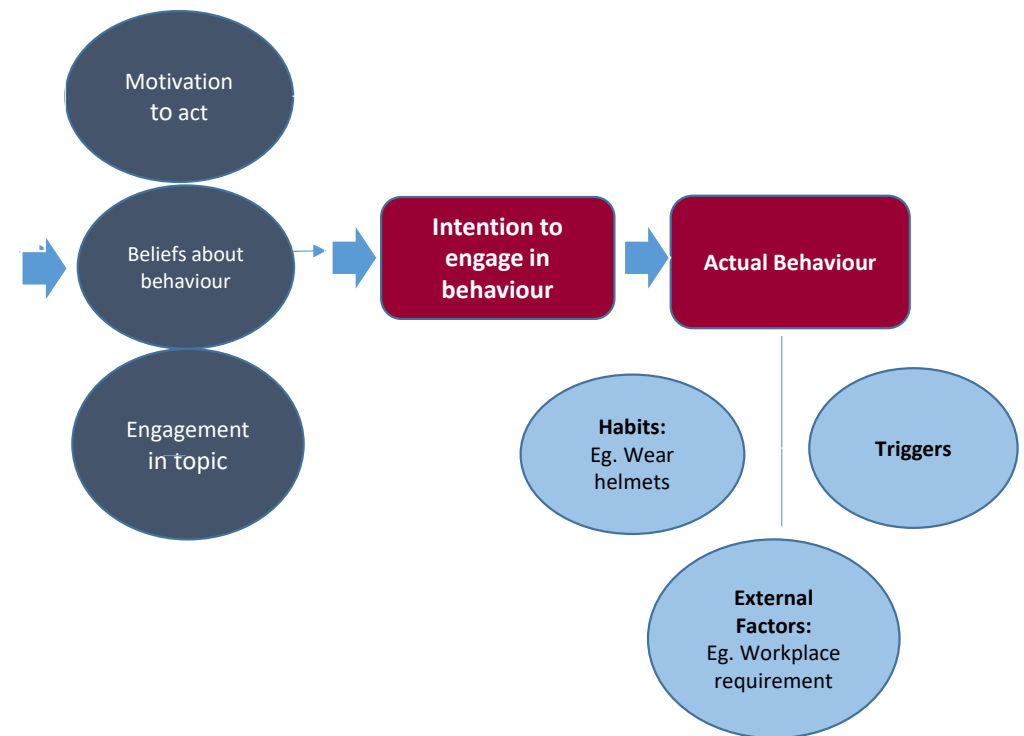 Motivation
to act
Beliefs about
behaviour
Engagement
in topic
Intention to
engage in
behaviour
Actual Behaviour
Habits:
Eg. Wear
helmets
Triggers
External
Factors:
Eg. Workplace
requirement